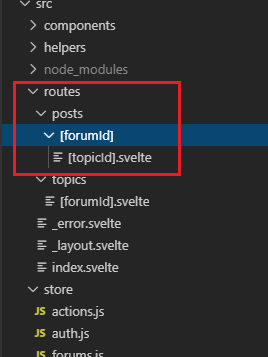 src
components
helpers
node_modules
routes
posts
[forumId]
[topicId].svelte
topics
[forumId].svelte
_error.svelte
_layout.svelte
index.svelte
store
JS actions.js
JS auth.js
JS forums.js